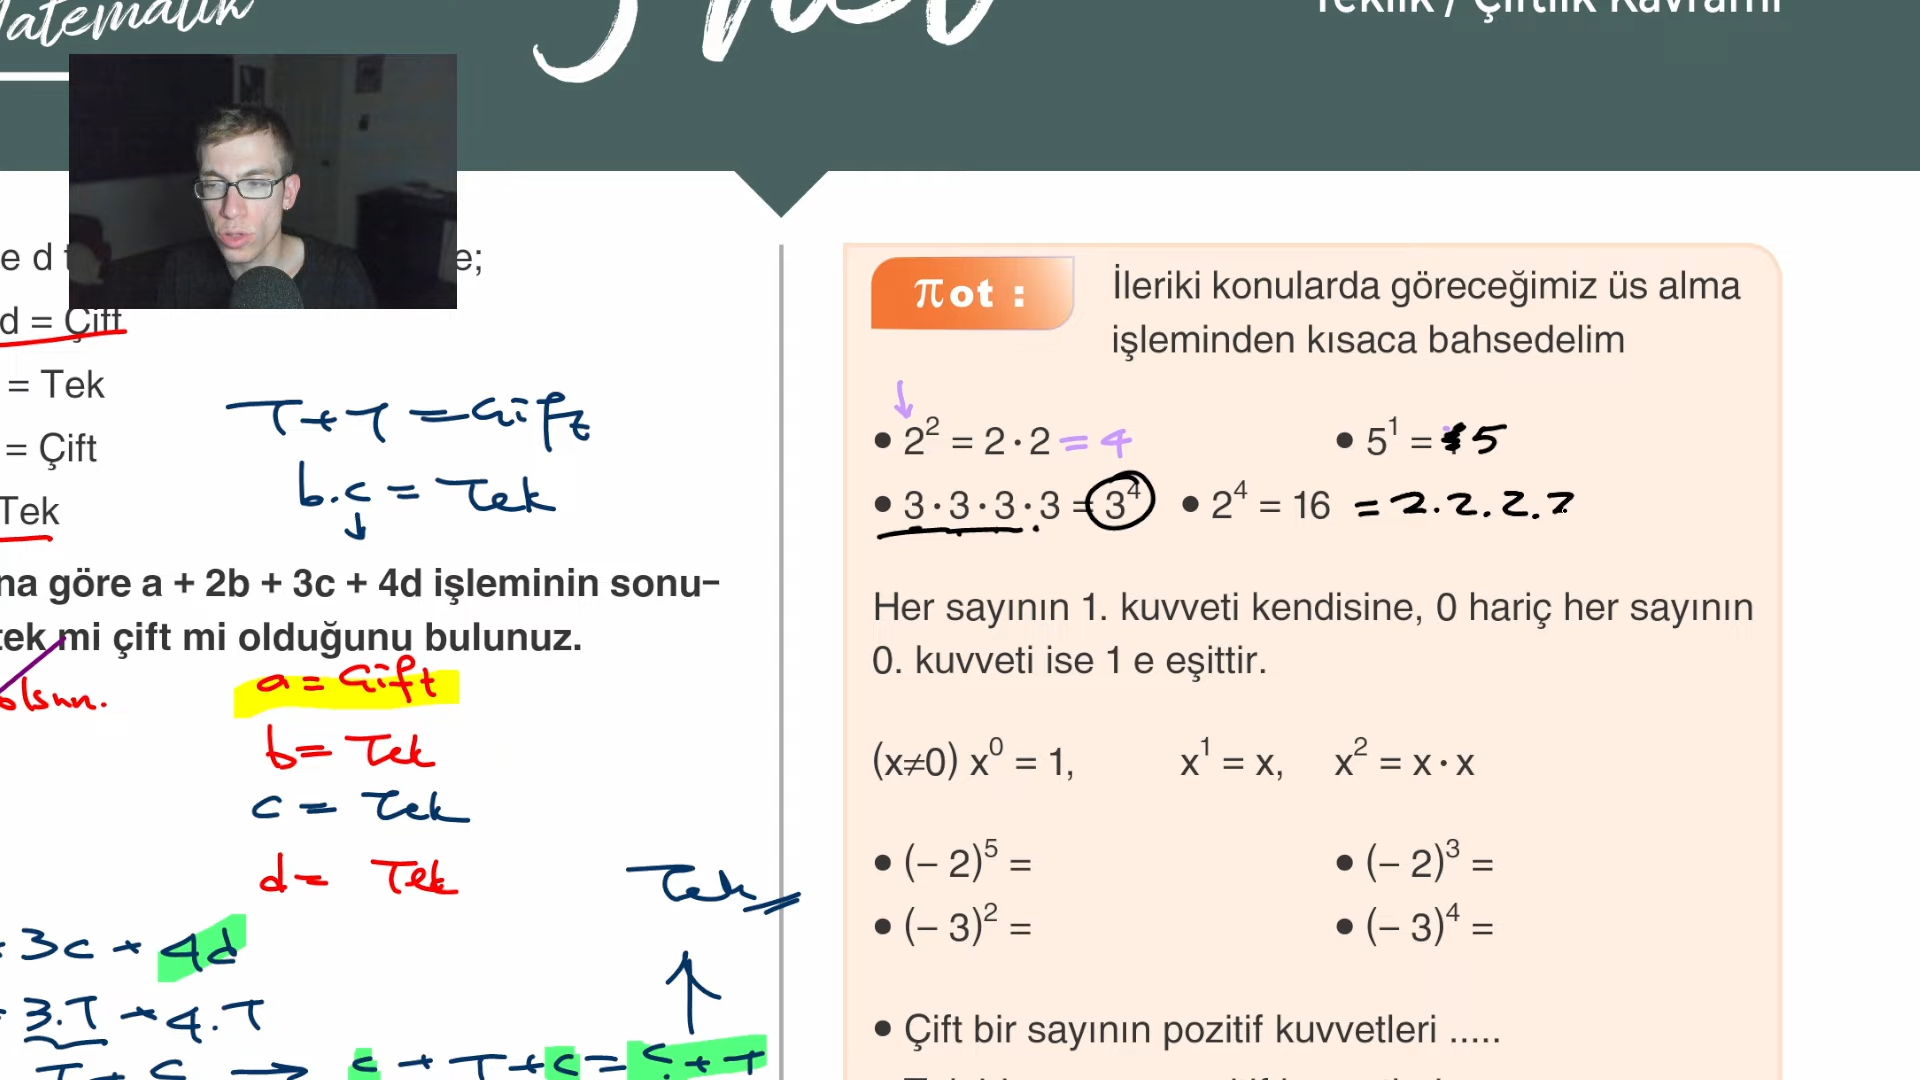 Matematik
Teklik / Çiftlik Kavramı
e d
e;
d = Çift
= Tek
= Çift
Tek
T + T = Çift
b.c = Tek
na göre a + 2b + 3c + 4d işleminin sonu-
tek mi çift mi olduğunu bulunuz.
olsun.
a = Çift
b = Tek
c = Tek
d = Tek
Tek
+ 3c + 4d
+ 3.T + 4.T
T + Ç → Ç + T + Ç = Ç + T
πot :
İleriki konularda göreceğimiz üs alma
işleminden kısaca bahsedelim
• 2² = 2 · 2 = 4
• 5¹ = 5
• 3 · 3 · 3 · 3 = 3⁴
• 2⁴ = 16 = 2.2.2.2
Her sayının 1. kuvveti kendisine, 0 hariç her sayının
0. kuvveti ise 1 e eşittir.
(x≠0) x⁰ = 1, x¹ = x, x² = x · x
• (– 2)⁵ =
• (– 2)³ =
• (– 3)² =
• (– 3)⁴ =
• Çift bir sayının pozitif kuvvetleri .....